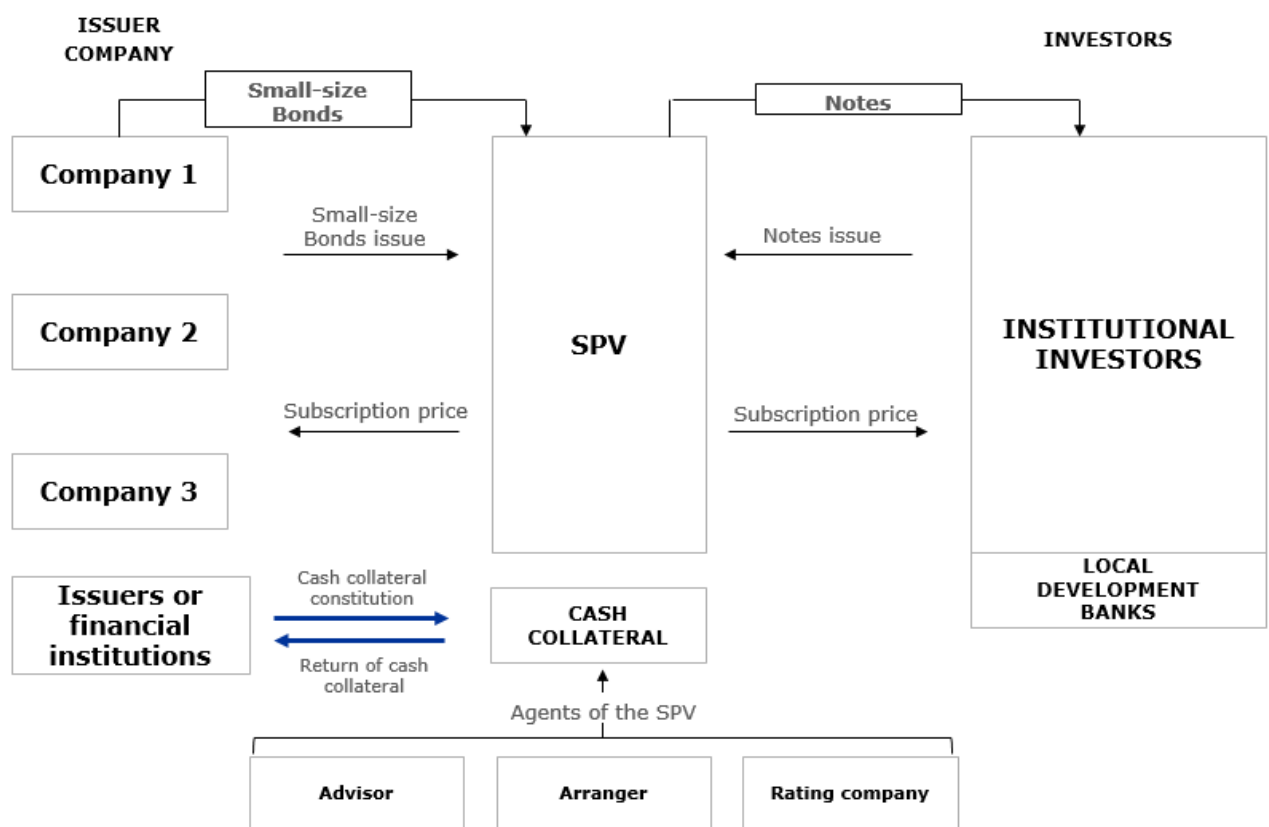 ISSUER
COMPANY
INVESTORS
Small-size
Bonds
Notes
Company 1
Small-size
Bonds issue
Notes issue
Company 2
SPV
INSTITUTIONAL
INVESTORS
Subscription price
Subscription price
Company 3
Issuers or
financial
institutions
Cash collateral
constitution
Return of cash
collateral
CASH
COLLATERAL
LOCAL
DEVELOPMENT
BANKS
Agents of the SPV
Advisor
Arranger
Rating company